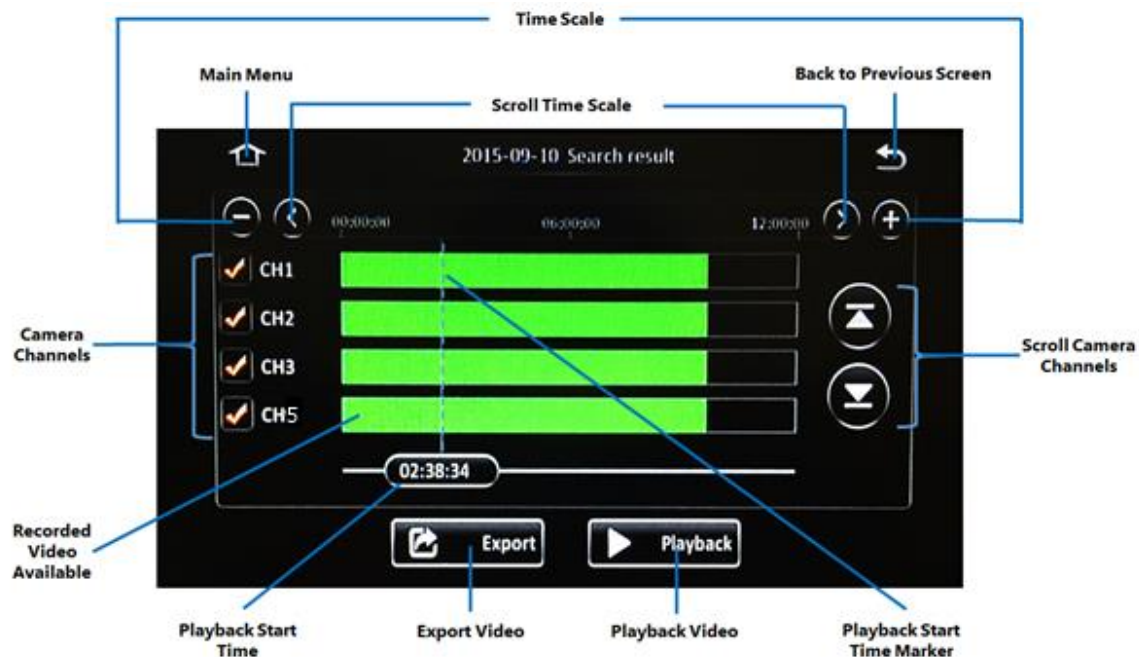 Time Scale
Main Menu
Back to Previous Screen
Scroll Time Scale
2015-09-10 Search result
00:00:00 06:00:00 12:00:00
CH1
CH2
CH3
CH5
Camera
Channels
Scroll Camera
Channels
02:38:34
Recorded
Video
Available
Export
Playback
Playback Start
Time
Export Video
Playback Video
Playback Start
Time Marker